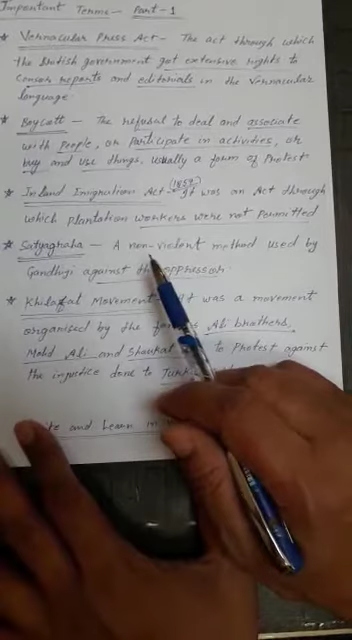 Important Terms - Part-1
* Vernacular Press Act - The act through which
the British government got extensive rights to
censor reports and editorials in the Vernacular
language.
* Boycott - The refusal to deal and associate
with People, or Participate in activities, or
buy and use things, usually a form of Protest.
* Inland Emigration Act - (1859) It was an Act through
which plantation workers were not Permitted
* Satyagraha - A non-violent method used by
Gandhiji against the oppressor.
* Khilafat Movement - It was a movement
organised by the Ali brothers,
Mohd Ali and Shaukat to Protest against
the injustice done to
and Learn